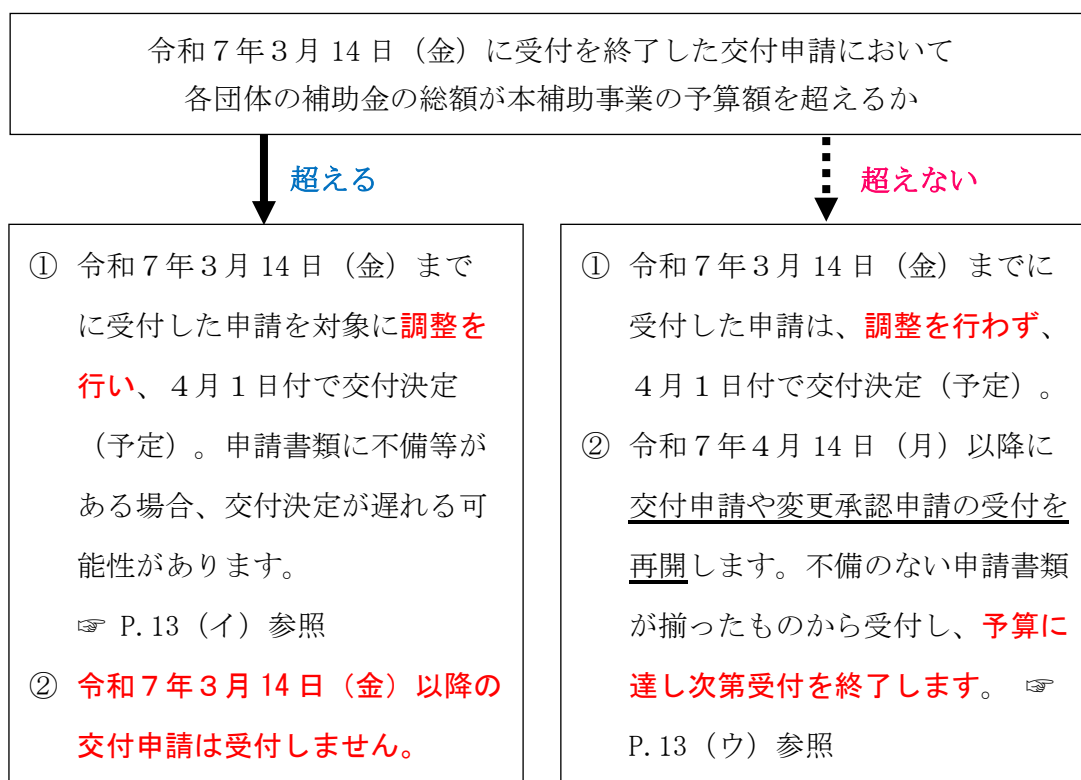 令和７年３月 14 日（金）に受付を終了した交付申請において
各団体の補助金の総額が本補助事業の予算額を超えるか
超える
超えない
① 令和７年３月 14 日（金）まで
に受付した申請を対象に調整を
行い、４月１日付で交付決定
（予定）。申請書類に不備等が
ある場合、交付決定が遅れる可
能性があります。
☞ P.13（イ）参照
② 令和７年３月 14 日（金）以降の
交付申請は受付しません。
① 令和７年３月 14 日（金）までに
受付した申請は、調整を行わず、
４月１日付で交付決定（予定）。
② 令和７年４月 14 日（月）以降に
交付申請や変更承認申請の受付を
再開します。不備のない申請書類
が揃ったものから受付し、予算に
達し次第受付を終了します。 ☞
P.13（ウ）参照